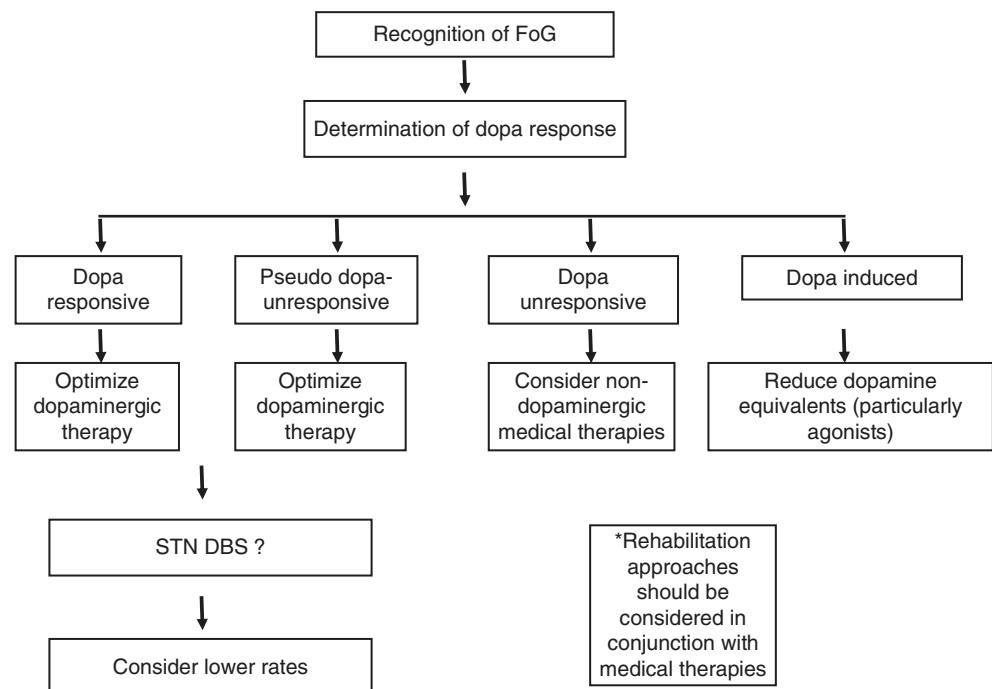 Recognition of FoG
Determination of dopa response
Dopa
responsive
Pseudo dopa-
unresponsive
Dopa
unresponsive
Dopa induced
Optimize
dopaminergic
therapy
Optimize
dopaminergic
therapy
Consider non-
dopaminergic
medical therapies
Reduce dopamine
equivalents (particularly
agonists)
STN DBS ?
Consider lower rates
*Rehabilitation
approaches
should be
considered in
conjunction with
medical therapies